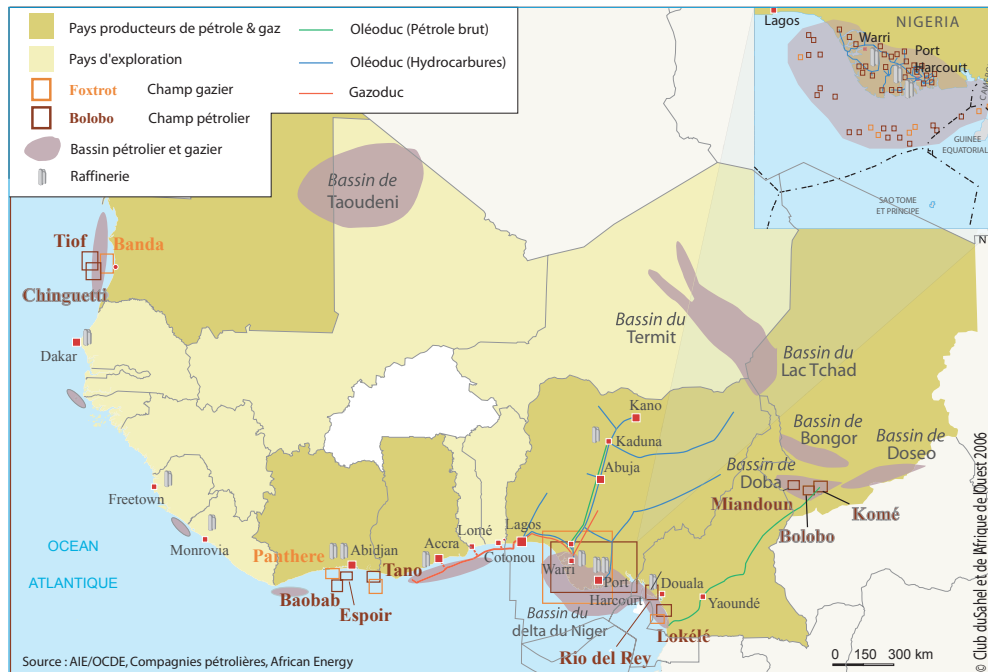 Pays producteurs de pétrole & gaz
Pays d'exploration
Foxtrot Champ gazier
Bolobo Champ pétrolier
Bassin pétrolier et gazier
Raffinerie
Oléoduc (Pétrole brut)
Oléoduc (Hydrocarbures)
Gazoduc
Lagos
NIGERIA
Warri
Port
Harcourt
GUINEE
EQUATORIAL
SAO TOME
ET PRÍNCIPE
N
Bassin de
Taoudeni
Tiof
Banda
Chinguetti
Dakar
Bassin du
Termit
Bassin du
Lac Tchad
Kano
Kaduna
Abuja
Bassin de
Bongor
Bassin de
Doseo
Bassin de
Doba
Miandoun
Komé
Bolobo
Freetown
Monrovia
OCEAN
ATLANTIQUE
Panthere
Abidjan
Accra
Lomé
Lagos
Cotonou
Tano
Baobab
Espoir
Warri
Port
Harcourt
Douala
Yaoundé
Bassin du
delta du Niger
Lokélé
Rio del Rey
0 150 300 km
Source : AIE/OCDE, Compagnies pétrolières, African Energy
© Club duSahel et de Afrique de l'Ouest 2006